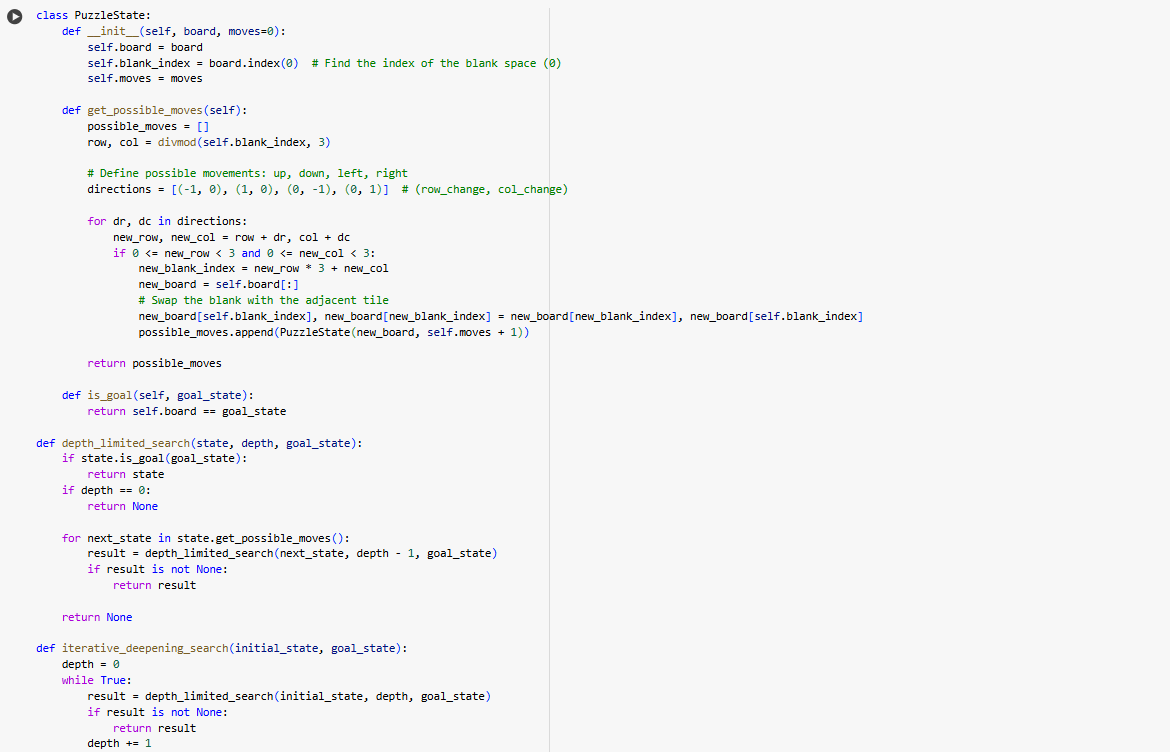 class PuzzleState:
    def __init__(self, board, moves=0):
        self.board = board
        self.blank_index = board.index(0)  # Find the index of the blank space (0)
        self.moves = moves

    def get_possible_moves(self):
        possible_moves = []
        row, col = divmod(self.blank_index, 3)

        # Define possible movements: up, down, left, right
        directions = [(-1, 0), (1, 0), (0, -1), (0, 1)]  # (row_change, col_change)

        for dr, dc in directions:
            new_row, new_col = row + dr, col + dc
            if 0 <= new_row < 3 and 0 <= new_col < 3:
                new_blank_index = new_row * 3 + new_col
                new_board = self.board[:]
                # Swap the blank with the adjacent tile
                new_board[self.blank_index], new_board[new_blank_index] = new_board[new_blank_index], new_board[self.blank_index]
                possible_moves.append(PuzzleState(new_board, self.moves + 1))

        return possible_moves

    def is_goal(self, goal_state):
        return self.board == goal_state

def depth_limited_search(state, depth, goal_state):
    if state.is_goal(goal_state):
        return state
    if depth == 0:
        return None

    for next_state in state.get_possible_moves():
        result = depth_limited_search(next_state, depth - 1, goal_state)
        if result is not None:
            return result

    return None

def iterative_deepening_search(initial_state, goal_state):
    depth = 0
    while True:
        result = depth_limited_search(initial_state, depth, goal_state)
        if result is not None:
            return result
        depth += 1